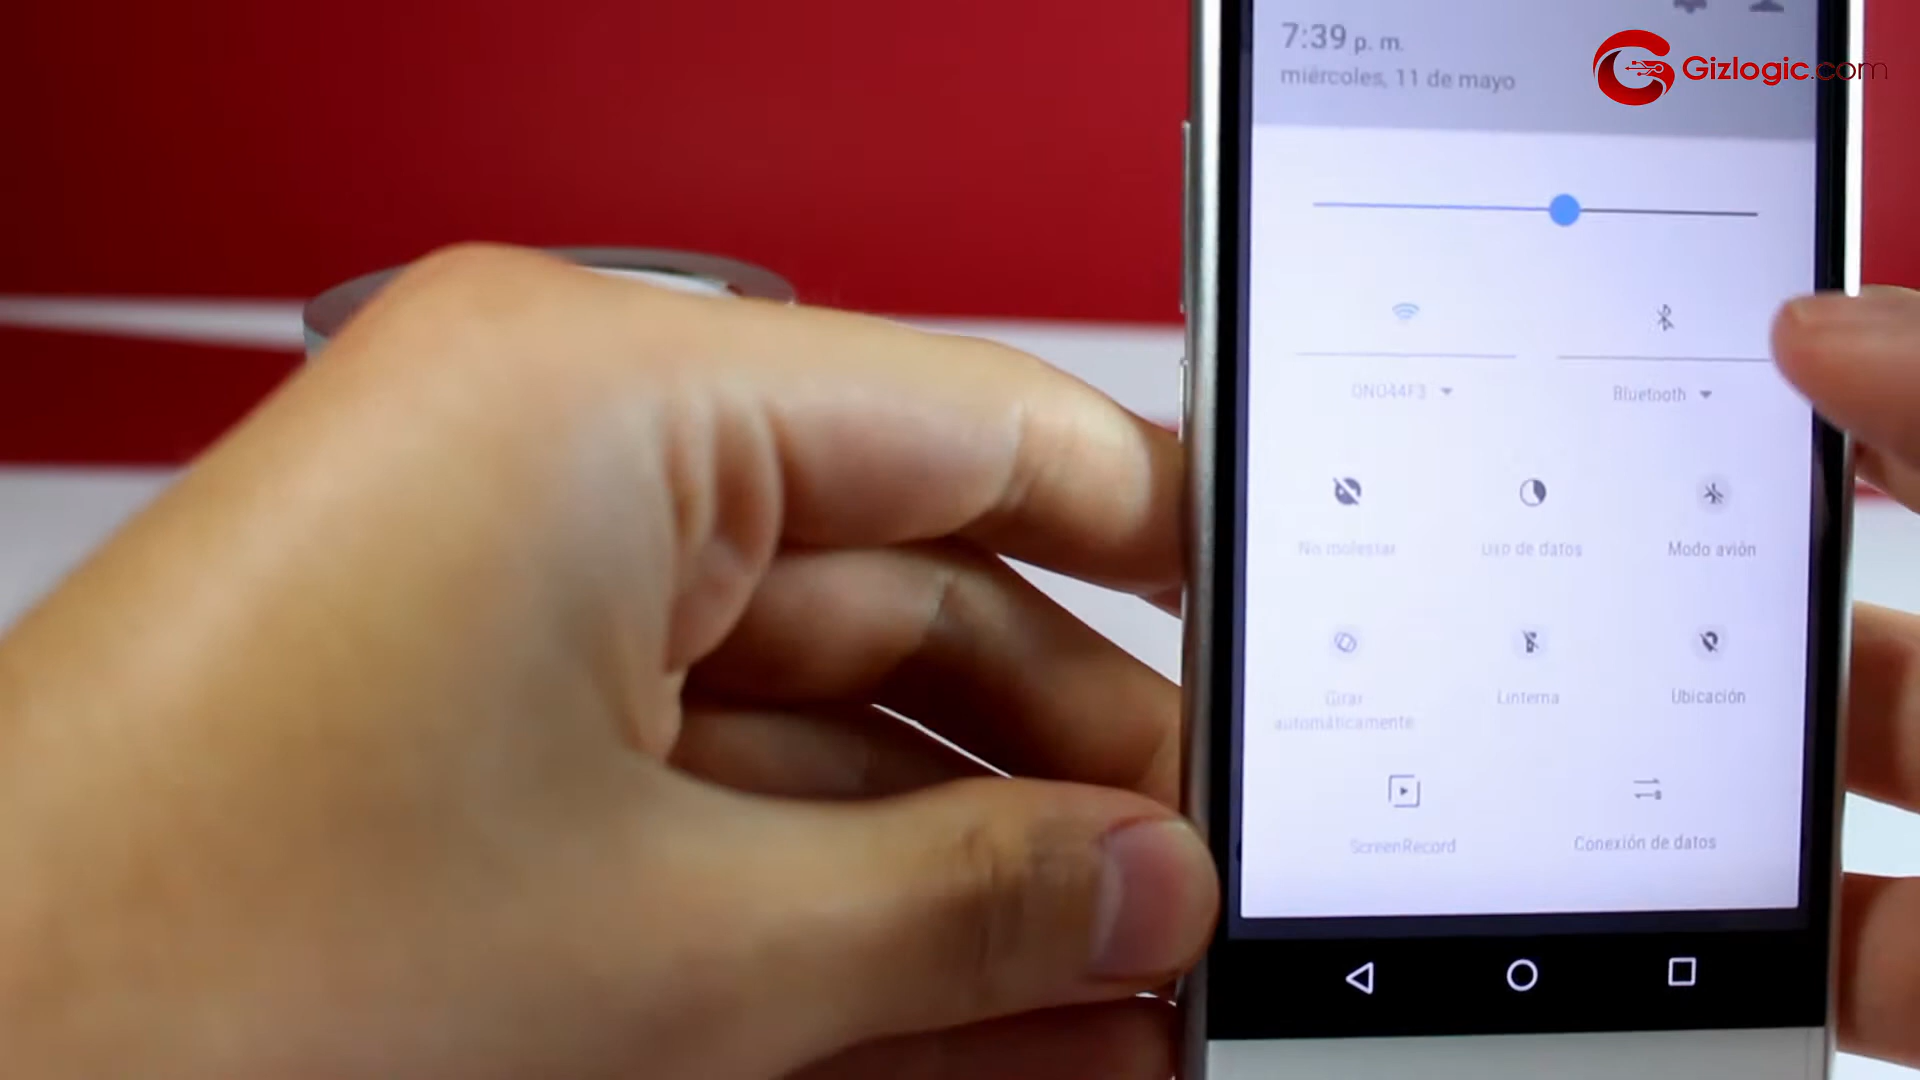 7:39 p. m.
miércoles, 11 de mayo
Gizlogic.com
ONO44F3
Bluetooth
No molestar
Uso de datos
Modo avión
Girar
automáticamente
Linterna
Ubicación
ScreenRecord
Conexión de datos